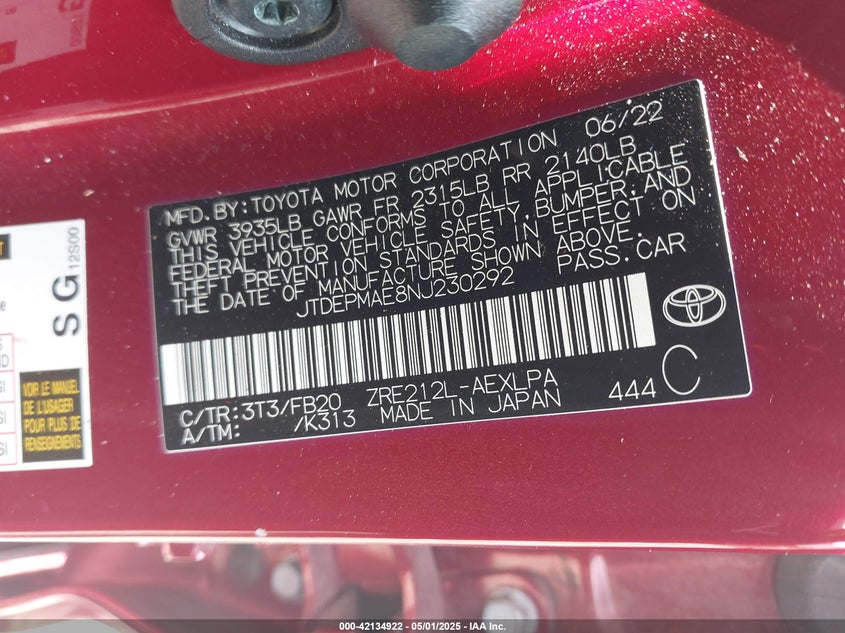 MFD. BY: TOYOTA MOTOR CORPORATION 06/22
GVWR 3935LB GAWR FR 2315LB RR 2140LB
THIS VEHICLE CONFORMS TO ALL APPLICABLE
FEDERAL MOTOR VEHICLE SAFETY, BUMPER, AND
THEFT PREVENTION STANDARDS IN EFFECT ON
THE DATE OF MANUFACTURE SHOWN ABOVE.
JTDEPMAE8NJ230292 PASS. CAR
C/TR: 3T3/FB20 ZRE212L-AEXLPA 444 C
A/TM: /K313 MADE IN JAPAN
SG
12S00
VOIR LE MANUEL
DE L'USAGER
POUR PLUS DE
RENSEIGNEMENTS
000-42134922 | 05/01/2025 | IAA Inc.